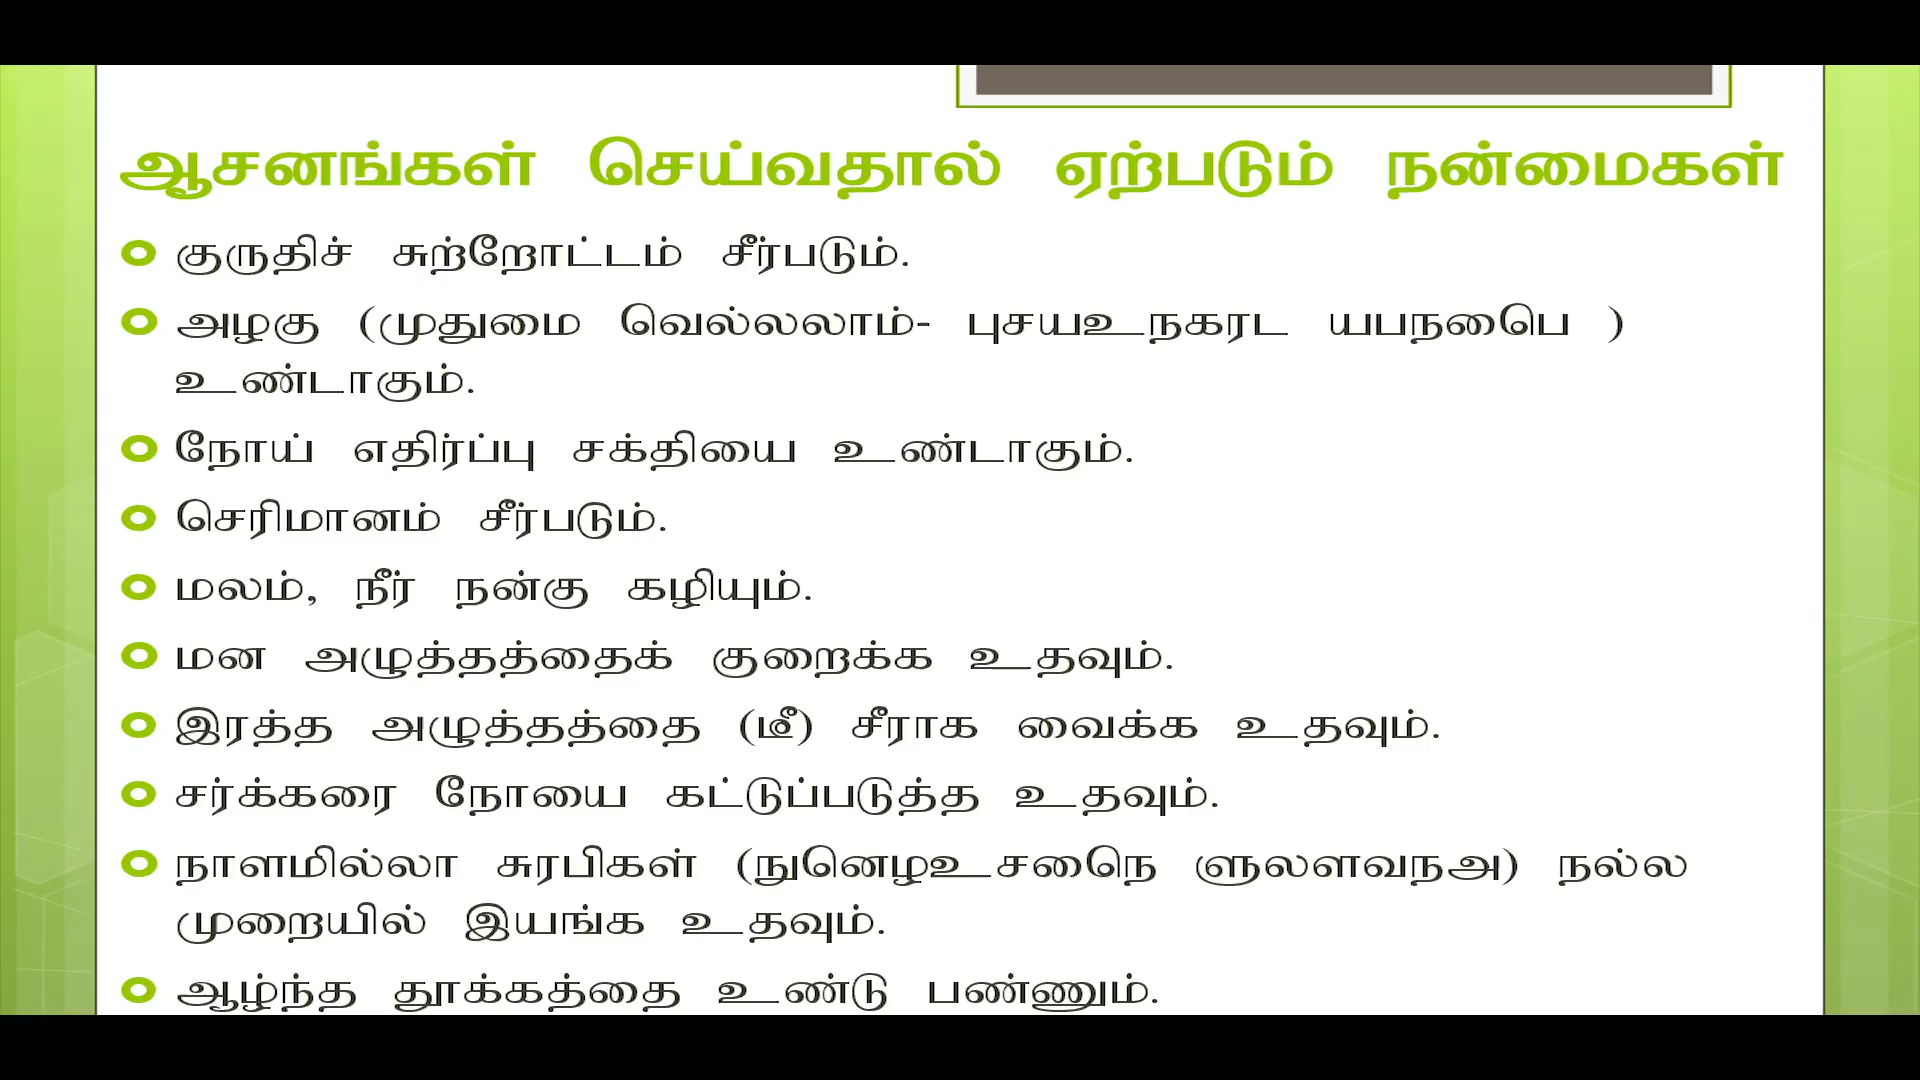 ஆசனங்கள் செய்வதால் ஏற்படும் நன்மைகள்
குருதிச் சுற்றோட்டம் சீர்படும்.
அழகு (முதுமை வெல்லலாம்- புசயஉநகரட யபநைபெ )
உண்டாகும்.
நோய் எதிர்ப்பு சக்தியை உண்டாகும்.
செரிமானம் சீர்படும்.
மலம், நீர் நன்கு கழியும்.
மன அழுத்தத்தைக் குறைக்க உதவும்.
இரத்த அழுத்தத்தை (டீ) சீராக வைக்க உதவும்.
சர்க்கரை நோயை கட்டுப்படுத்த உதவும்.
நாளமில்லா சுரபிகள் (நுனெழஉசநைெ ளுலளவநஅ) நல்ல
முறையில் இயங்க உதவும்.
ஆழ்ந்த தூக்கத்தை உண்டு பண்ணும்.